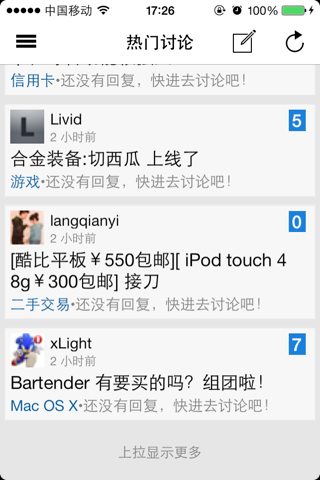 中国移动 17:26
热门讨论
信用卡•还没有回复，快进去讨论吧！
Livid 5
2 小时前
合金装备:切西瓜 上线了
游戏•还没有回复，快进去讨论吧！
langqianyi 0
2 小时前
[酷比平板￥550包邮][ iPod touch 4
8g￥300包邮] 接刀
二手交易•还没有回复，快进去讨论吧！
xLight 7
2 小时前
Bartender 有要买的吗？组团啦！
Mac OS X•还没有回复，快进去讨论吧！
上拉显示更多